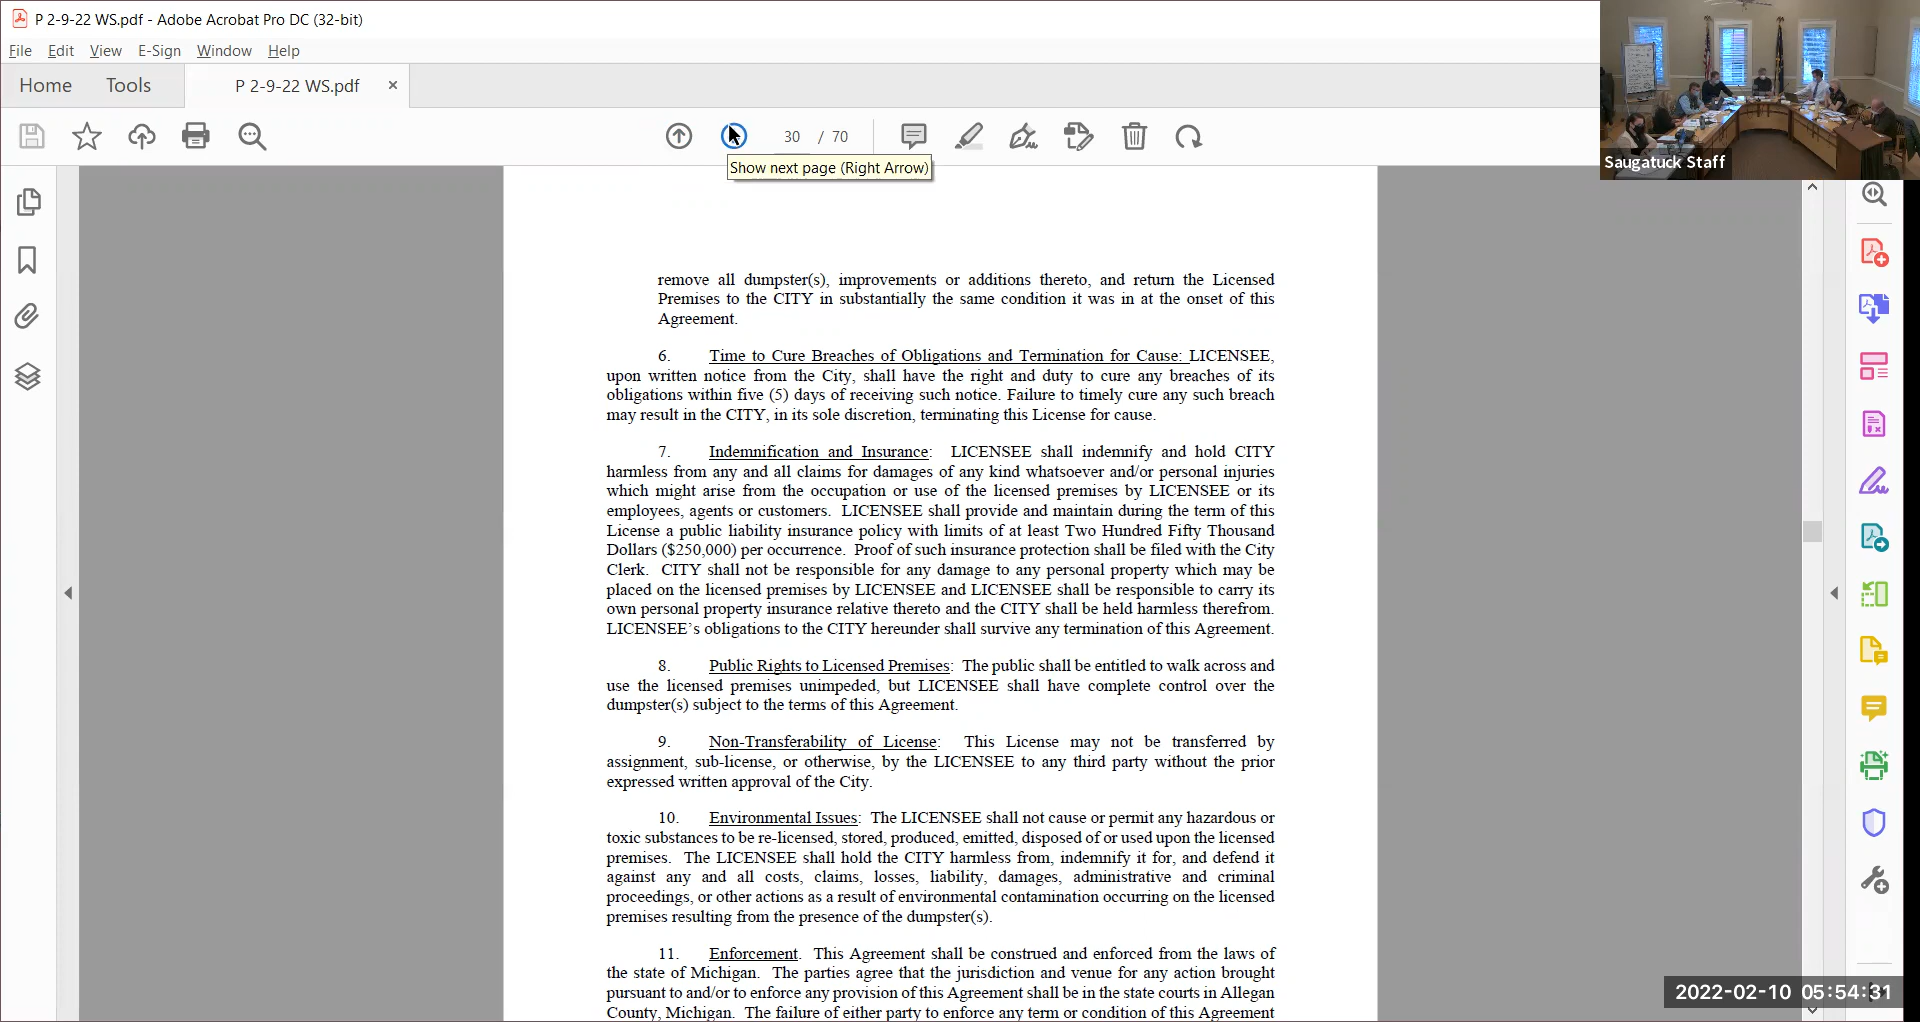 P 2-9-22 WS.pdf - Adobe Acrobat Pro DC (32-bit)
File Edit View E-Sign Window Help
Home Tools P 2-9-22 WS.pdf ×
30 / 70
Show next page (Right Arrow)
Saugatuck Staff
remove all dumpster(s), improvements or additions thereto, and return the Licensed
Premises to the CITY in substantially the same condition it was in at the onset of this
Agreement.
6. Time to Cure Breaches of Obligations and Termination for Cause: LICENSEE,
upon written notice from the City, shall have the right and duty to cure any breaches of its
obligations within five (5) days of receiving such notice. Failure to timely cure any such breach
may result in the CITY, in its sole discretion, terminating this License for cause.
7. Indemnification and Insurance: LICENSEE shall indemnify and hold CITY
harmless from any and all claims for damages of any kind whatsoever and/or personal injuries
which might arise from the occupation or use of the licensed premises by LICENSEE or its
employees, agents or customers. LICENSEE shall provide and maintain during the term of this
License a public liability insurance policy with limits of at least Two Hundred Fifty Thousand
Dollars ($250,000) per occurrence. Proof of such insurance protection shall be filed with the City
Clerk. CITY shall not be responsible for any damage to any personal property which may be
placed on the licensed premises by LICENSEE and LICENSEE shall be responsible to carry its
own personal property insurance relative thereto and the CITY shall be held harmless therefrom.
LICENSEE's obligations to the CITY hereunder shall survive any termination of this Agreement.
8. Public Rights to Licensed Premises: The public shall be entitled to walk across and
use the licensed premises unimpeded, but LICENSEE shall have complete control over the
dumpster(s) subject to the terms of this Agreement.
9. Non-Transferability of License: This License may not be transferred by
assignment, sub-license, or otherwise, by the LICENSEE to any third party without the prior
expressed written approval of the City.
10. Environmental Issues: The LICENSEE shall not cause or permit any hazardous or
toxic substances to be re-licensed, stored, produced, emitted, disposed of or used upon the licensed
premises. The LICENSEE shall hold the CITY harmless from, indemnify it for, and defend it
against any and all costs, claims, losses, liability, damages, administrative and criminal
proceedings, or other actions as a result of environmental contamination occurring on the licensed
premises resulting from the presence of the dumpster(s).
11. Enforcement. This Agreement shall be construed and enforced from the laws of
the state of Michigan. The parties agree that the jurisdiction and venue for any action brought
pursuant to and/or to enforce any provision of this Agreement shall be in the state courts in Allegan
County, Michigan. The failure of either party to enforce any term or condition of this Agreement
2022-02-10 05:54:31